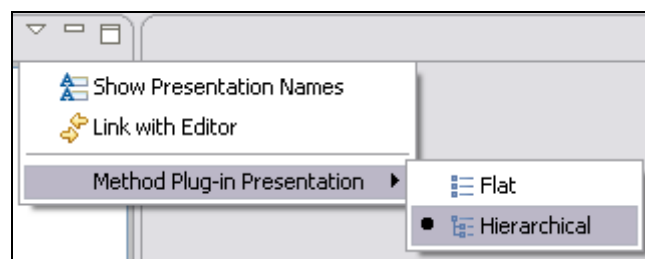 Show Presentation Names
Link with Editor
Method Plug-in Presentation
Flat
Hierarchical